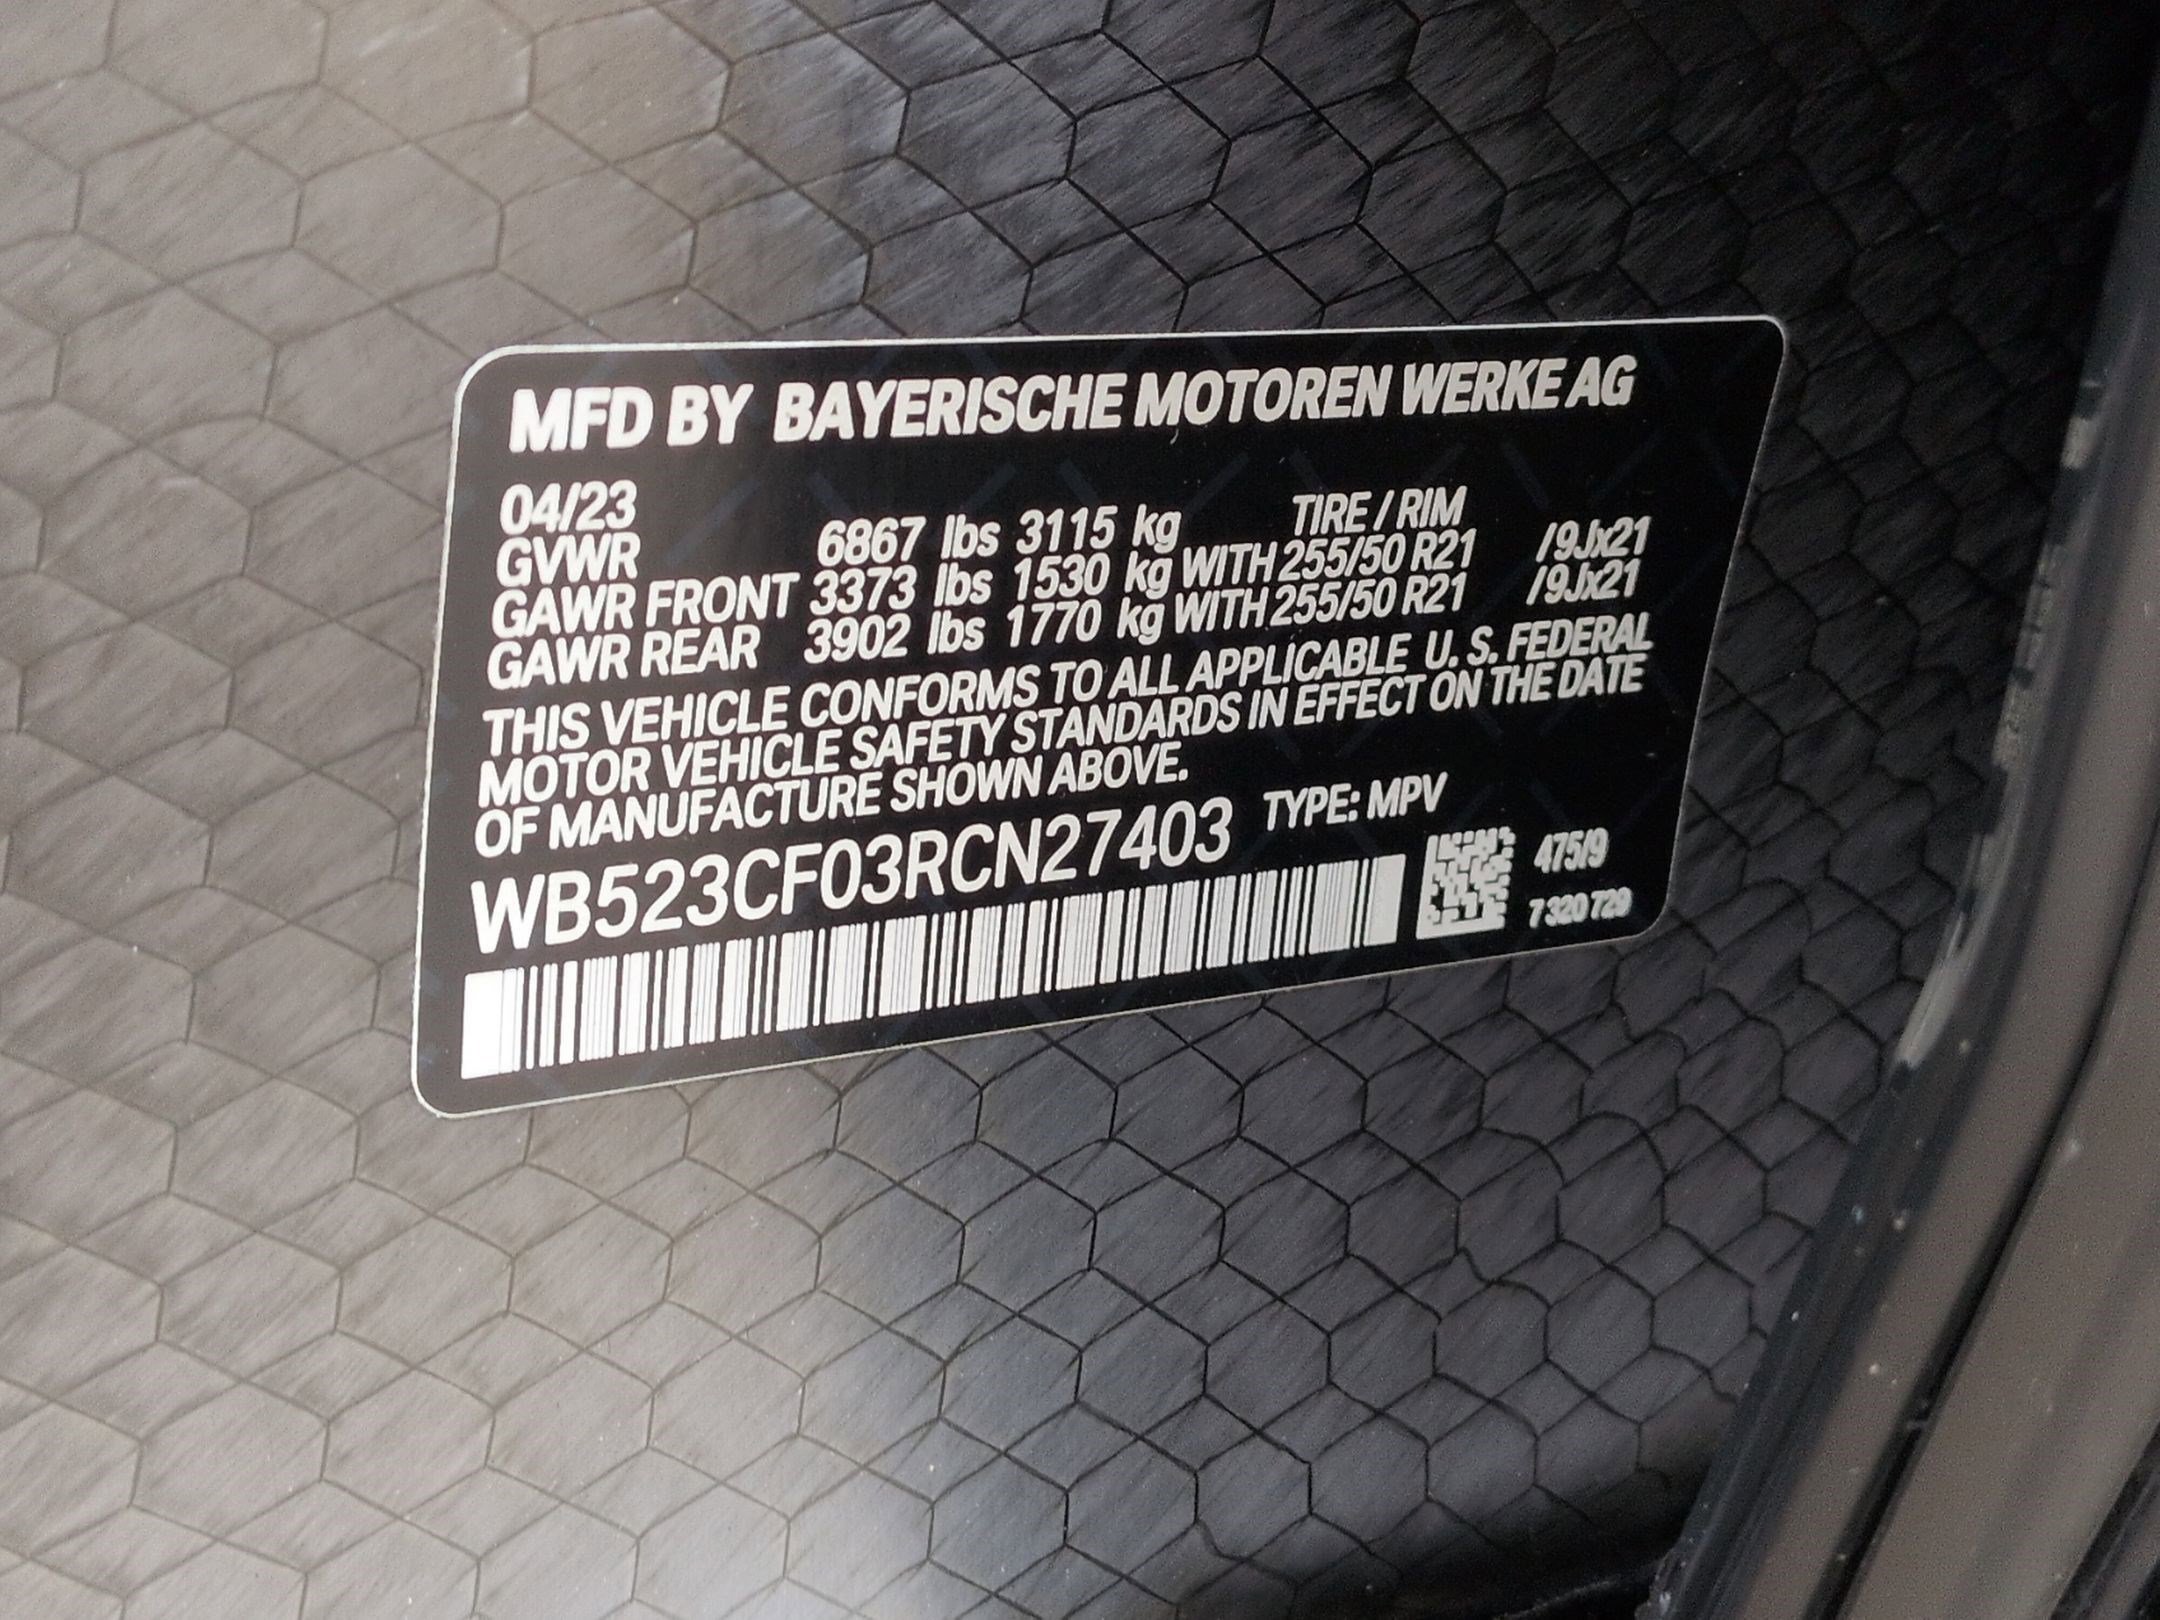 MFD BY BAYERISCHE MOTOREN WERKE AG
04/23 TIRE / RIM
GVWR 6867 lbs 3115 kg
GAWR FRONT 3373 lbs 1530 kg WITH 255/50 R21 /9Jx21
GAWR REAR 3902 lbs 1770 kg WITH 255/50 R21 /9Jx21
THIS VEHICLE CONFORMS TO ALL APPLICABLE U. S. FEDERAL
MOTOR VEHICLE SAFETY STANDARDS IN EFFECT ON THE DATE
OF MANUFACTURE SHOWN ABOVE.
WB523CF03RCN27403 TYPE: MPV
475/9
7 320 729